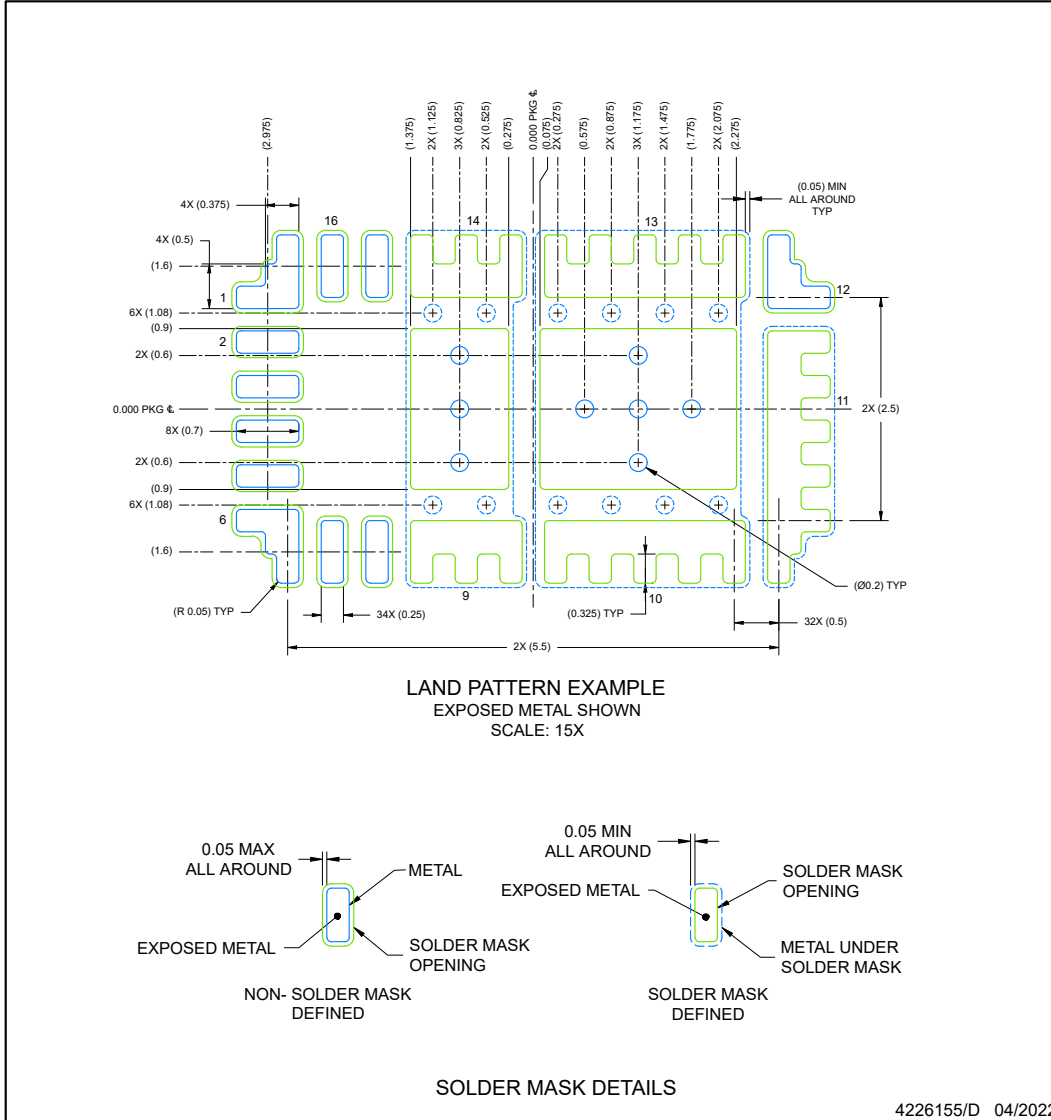 (2.975)
(1.375)
2X (1.125)
3X (0.825)
2X (0.525)
(0.275)
0.000 PKG ℄
(0.075)
2X (0.275)
(0.575)
2X (0.875)
3X (1.175)
2X (1.475)
(1.775)
2X (2.075)
(2.275)
4X (0.375)
16
14
13
(0.05) MIN
ALL AROUND
TYP
4X (0.5)
(1.6)
1
12
6X (1.08)
(0.9)
2
2X (0.6)
0.000 PKG ℄
11
2X (2.5)
8X (0.7)
2X (0.6)
(0.9)
6X (1.08)
6
(1.6)
(R 0.05) TYP
34X (0.25)
9
(0.325) TYP
10
(Ø0.2) TYP
32X (0.5)
2X (5.5)
LAND PATTERN EXAMPLE
EXPOSED METAL SHOWN
SCALE: 15X
0.05 MAX
ALL AROUND
METAL
EXPOSED METAL
SOLDER MASK
OPENING
NON- SOLDER MASK
DEFINED
0.05 MIN
ALL AROUND
SOLDER MASK
OPENING
EXPOSED METAL
METAL UNDER
SOLDER MASK
SOLDER MASK
DEFINED
SOLDER MASK DETAILS
4226155/D 04/2022